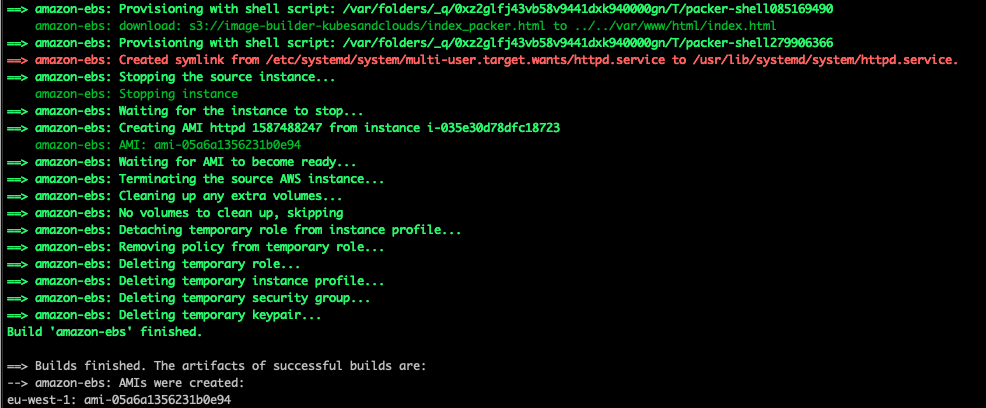 ==> amazon-ebs: Provisioning with shell script: /var/folders/_q/0xz2glfj43vb58v9441dxk940000gn/T/packer-shell085169490
    amazon-ebs: download: s3://image-builder-kubesandclouds/index_packer.html to ../../var/www/html/index.html
==> amazon-ebs: Provisioning with shell script: /var/folders/_q/0xz2glfj43vb58v9441dxk940000gn/T/packer-shell279906366
==> amazon-ebs: Created symlink from /etc/systemd/system/multi-user.target.wants/httpd.service to /usr/lib/systemd/system/httpd.service.
==> amazon-ebs: Stopping the source instance...
    amazon-ebs: Stopping instance
==> amazon-ebs: Waiting for the instance to stop...
==> amazon-ebs: Creating AMI httpd 1587488247 from instance i-035e30d78dfc18723
    amazon-ebs: AMI: ami-05a6a1356231b0e94
==> amazon-ebs: Waiting for AMI to become ready...
==> amazon-ebs: Terminating the source AWS instance...
==> amazon-ebs: Cleaning up any extra volumes...
==> amazon-ebs: No volumes to clean up, skipping
==> amazon-ebs: Detaching temporary role from instance profile...
==> amazon-ebs: Removing policy from temporary role...
==> amazon-ebs: Deleting temporary role...
==> amazon-ebs: Deleting temporary instance profile...
==> amazon-ebs: Deleting temporary security group...
==> amazon-ebs: Deleting temporary keypair...
Build 'amazon-ebs' finished.

==> Builds finished. The artifacts of successful builds are:
--> amazon-ebs: AMIs were created:
eu-west-1: ami-05a6a1356231b0e94